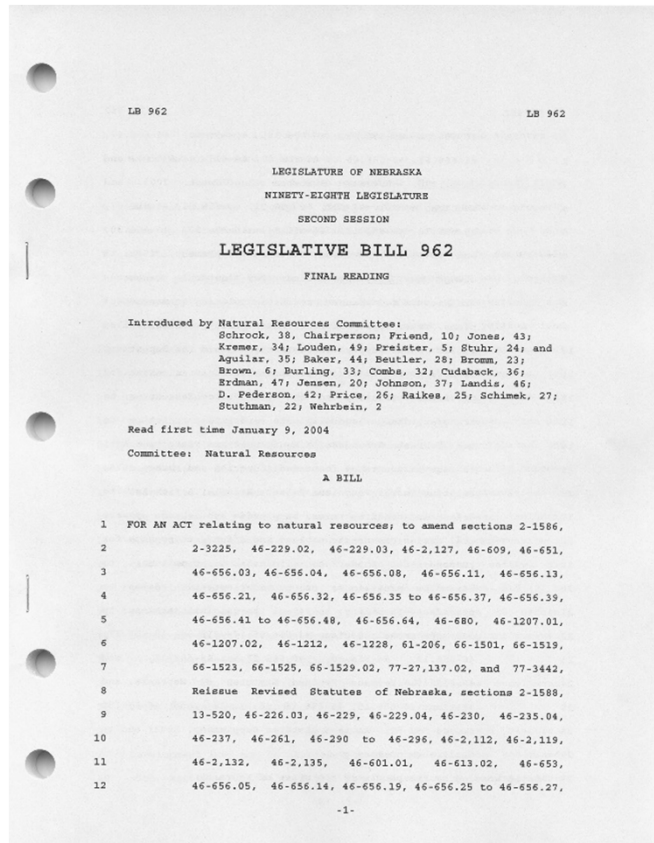 LB 962 LB 962
LEGISLATURE OF NEBRASKA
NINETY-EIGHTH LEGISLATURE
SECOND SESSION
LEGISLATIVE BILL 962
FINAL READING
Introduced by Natural Resources Committee:
Schrock, 38, Chairperson; Friend, 10; Jones, 43;
Kremer, 34; Louden, 49; Preister, 5; Stuhr, 24; and
Aguilar, 35; Baker, 44; Beutler, 28; Bromm, 23;
Brown, 6; Burling, 33; Combs, 32; Cudaback, 36;
Erdman, 47; Jensen, 20; Johnson, 37; Landis, 46;
D. Pederson, 42; Price, 26; Raikes, 25; Schimek, 27;
Stuthman, 22; Wehrbein, 2
Read first time January 9, 2004
Committee: Natural Resources
A BILL
1 FOR AN ACT relating to natural resources; to amend sections 2-1586,
2 2-3225, 46-229.02, 46-229.03, 46-2,127, 46-609, 46-651,
3 46-656.03, 46-656.04, 46-656.08, 46-656.11, 46-656.13,
4 46-656.21, 46-656.32, 46-656.35 to 46-656.37, 46-656.39,
5 46-656.41 to 46-656.48, 46-656.64, 46-680, 46-1207.01,
6 46-1207.02, 46-1212, 46-1228, 61-206, 66-1501, 66-1519,
7 66-1523, 66-1525, 66-1529.02, 77-27,137.02, and 77-3442,
8 Reissue Revised Statutes of Nebraska, sections 2-1588,
9 13-520, 46-226.03, 46-229, 46-229.04, 46-230, 46-235.04,
10 46-237, 46-261, 46-290 to 46-296, 46-2,112, 46-2,119,
11 46-2,132, 46-2,135, 46-601.01, 46-613.02, 46-653,
12 46-656.05, 46-656.14, 46-656.19, 46-656.25 to 46-656.27,
-1-